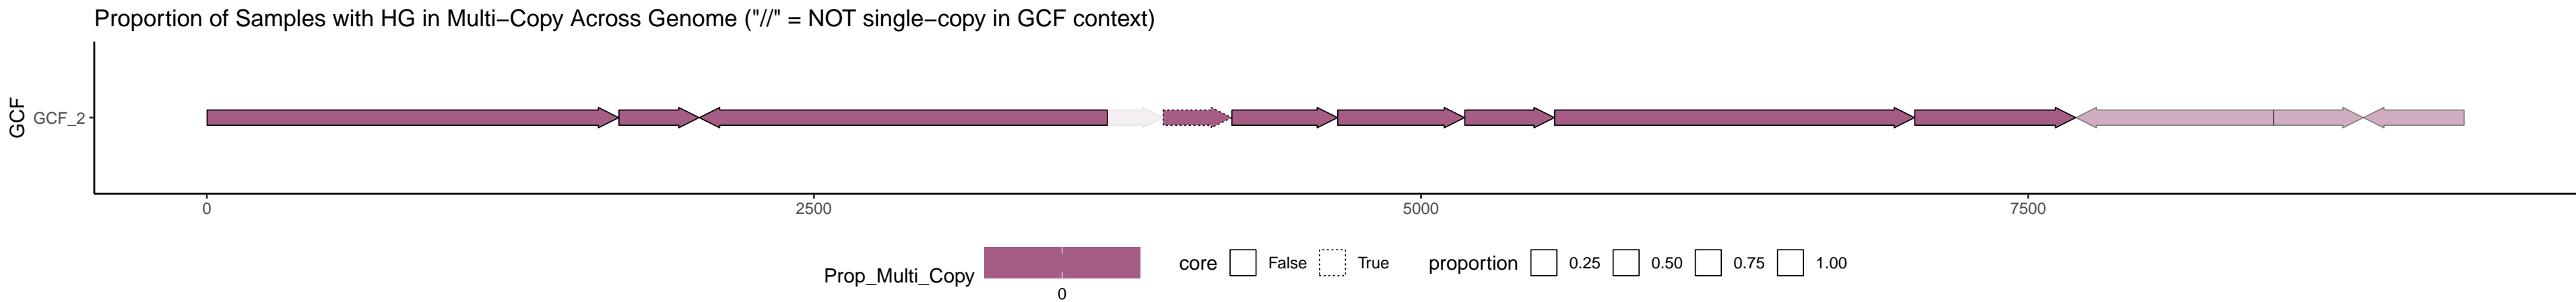 Proportion of Samples with HG in Multi−Copy Across Genome ("//" = NOT single−copy in GCF context)
GCF
GCF_2
0 2500 5000 7500
Prop_Multi_Copy 0 core False True proportion 0.25 0.50 0.75 1.00